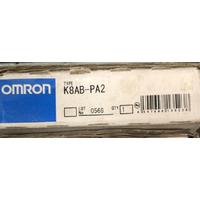 OMRON
TYPE
K8AB-PA2
LOT No 0566 QTY 1